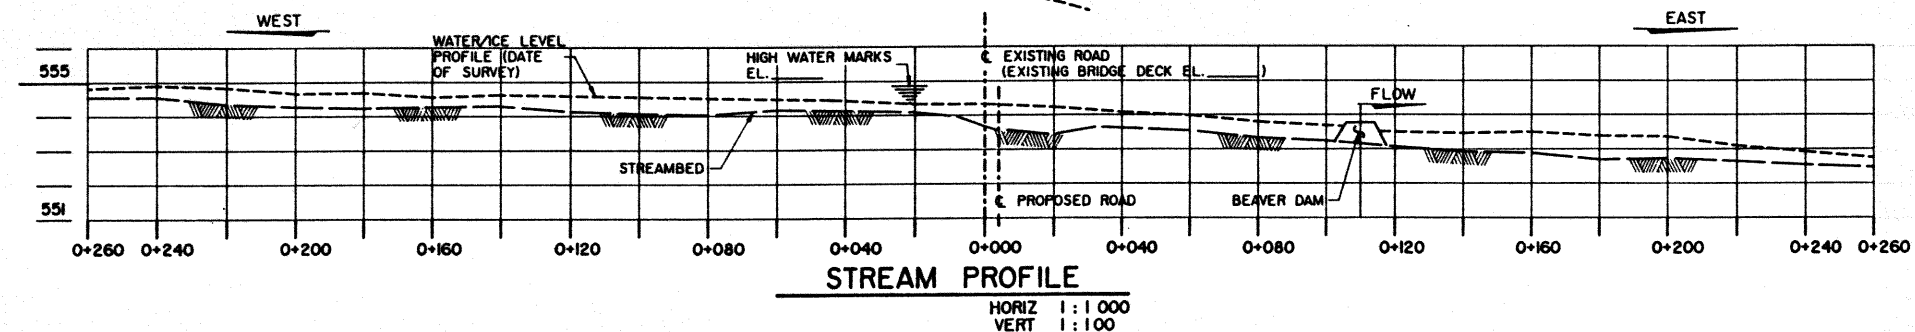 WEST
EAST
WATER/ICE LEVEL
PROFILE (DATE
OF SURVEY)
HIGH WATER MARKS
EL.
℄ EXISTING ROAD
(EXISTING BRIDGE DECK EL. )
555
FLOW
STREAMBED
551
℄ PROPOSED ROAD
BEAVER DAM
0+260 0+240 0+200 0+160 0+120 0+080 0+040 0+000 0+040 0+080 0+120 0+160 0+200 0+240 0+260
STREAM PROFILE
HORIZ 1:1000
VERT 1:100